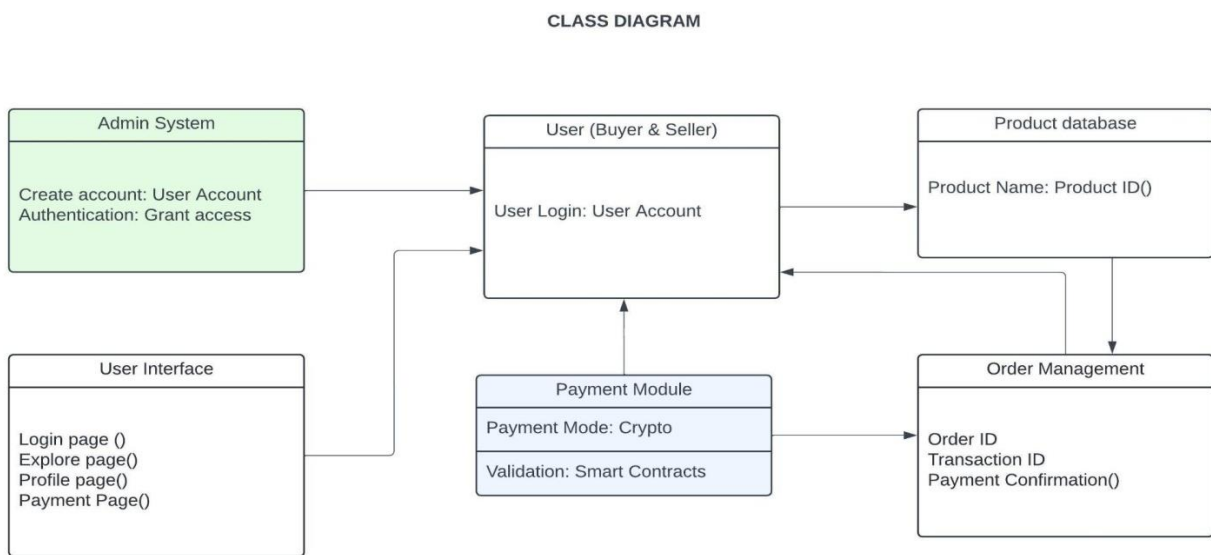 CLASS DIAGRAM
Admin System
Create account: User Account
Authentication: Grant access
User (Buyer & Seller)
User Login: User Account
Product database
Product Name: Product ID()
User Interface
Login page ()
Explore page()
Profile page()
Payment Page()
Payment Module
Payment Mode: Crypto
Validation: Smart Contracts
Order Management
Order ID
Transaction ID
Payment Confirmation()